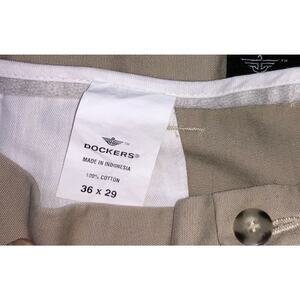 DOCKERS®
MADE IN INDONESIA
100% COTTON
36 x 29